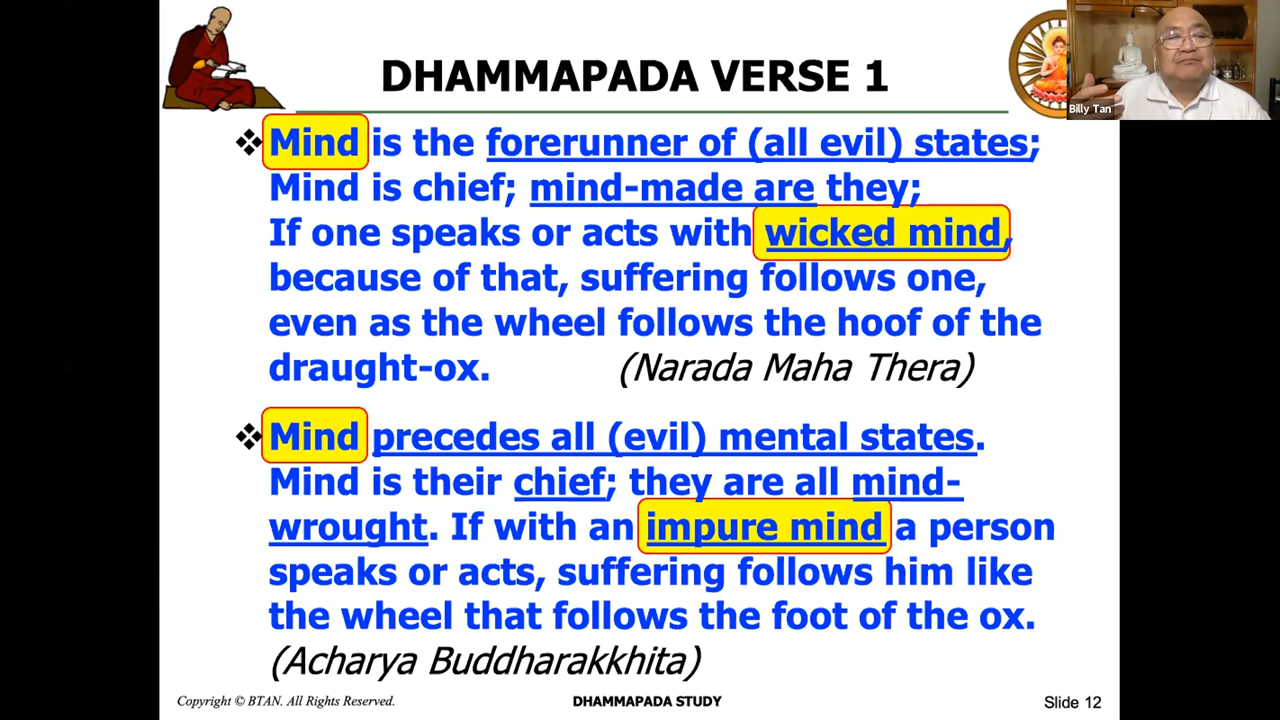 DHAMMAPADA VERSE 1
Billy Tan
❖ Mind is the forerunner of (all evil) states;
Mind is chief; mind-made are they;
If one speaks or acts with wicked mind,
because of that, suffering follows one,
even as the wheel follows the hoof of the
draught-ox. (Narada Maha Thera)
❖ Mind precedes all (evil) mental states.
Mind is their chief; they are all mind-
wrought. If with an impure mind a person
speaks or acts, suffering follows him like
the wheel that follows the foot of the ox.
(Acharya Buddharakkhita)
Copyright © BTAN. All Rights Reserved. DHAMMAPADA STUDY Slide 12